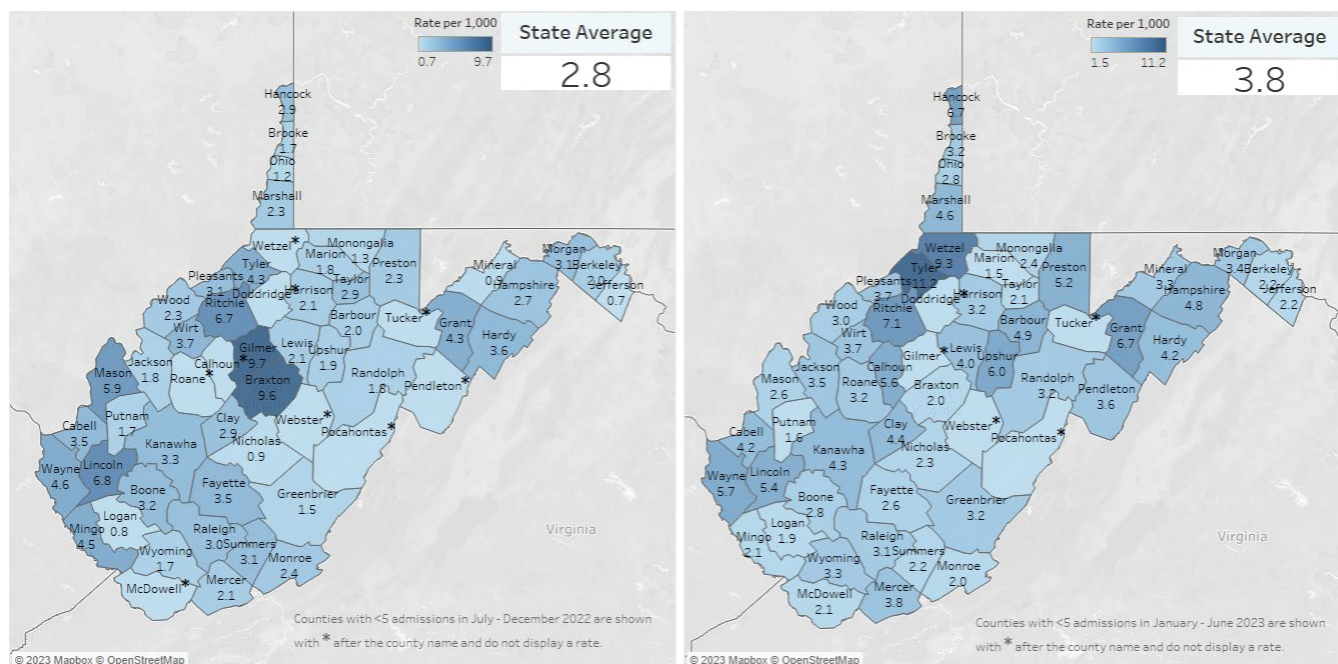 Rate per 1,000
0.7 9.7
State Average
2.8
Hancock
2.9
Brooke
1.7
Ohio
1.2
Marshall
2.3
Wetzel*
Monongalia
1.3
Marion
1.8
Preston
2.3
Tyler
4.3
Pleasants
3.1
Doddridge*
Harrison
2.1
Taylor
2.9
Mineral
Morgan
3.1
Berkeley
Jefferson
0.7
Hampshire
2.7
Wood
2.3
Ritchie
6.7
Barbour
2.0
Tucker*
Grant
4.3
Hardy
3.6
Wirt
3.7
Gilmer
9.7
Lewis
2.1
Upshur
1.9
Calhoun*
Jackson
1.8
Roane*
Mason
5.9
Braxton
9.6
Randolph
1.8
Pendleton*
Putnam
1.7
Clay
2.9
Webster*
Pocahontas*
Cabell
3.5
Kanawha
3.3
Nicholas
0.9
Wayne
4.6
Lincoln
6.8
Boone
3.2
Fayette
3.5
Greenbrier
1.5
Logan
0.8
Mingo
4.5
Raleigh
3.0
Summers
3.1
Wyoming
1.7
Monroe
2.4
McDowell*
Mercer
2.1
Virginia
Counties with <5 admissions in July - December 2022 are shown
with * after the county name and do not display a rate.
© 2023 Mapbox © OpenStreetMap
Rate per 1,000
1.5 11.2
State Average
3.8
Hancock
6.7
Brooke
3.2
Ohio
2.8
Marshall
4.6
Wetzel
9.3
Monongalia
2.4
Marion
1.5
Preston
5.2
Tyler
11.2
Pleasants
3.7
Doddridge*
Harrison
3.2
Taylor
2.1
Mineral
3.3
Morgan
3.4
Berkeley
2.2
Jefferson
2.2
Hampshire
4.8
Wood
3.0
Ritchie
7.1
Barbour
4.9
Tucker*
Grant
6.7
Hardy
4.2
Wirt
3.7
Gilmer*
Lewis
4.0
Upshur
6.0
Calhoun
5.6
Jackson
3.5
Roane
3.2
Mason
2.6
Braxton
2.0
Randolph
3.2
Pendleton
3.6
Putnam
1.6
Clay
4.4
Webster*
Pocahontas*
Cabell
4.2
Kanawha
4.3
Nicholas
2.3
Wayne
5.7
Lincoln
5.4
Boone
2.8
Fayette
2.6
Greenbrier
3.2
Logan
1.9
Mingo
2.1
Raleigh
3.1
Summers
2.2
Wyoming
3.3
Monroe
2.0
McDowell
2.1
Mercer
3.8
Virginia
Counties with <5 admissions in January - June 2023 are shown
with * after the county name and do not display a rate.
© 2023 Mapbox © OpenStreetMap